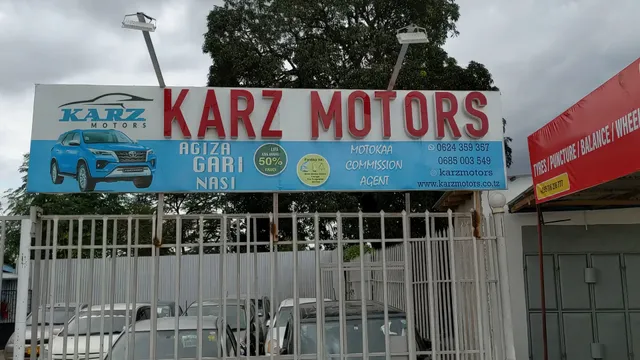 KARZ
MOTORS
KARZ MOTORS
AGIZA
GARI
NASI
50%
MOTOKAA
COMMISSION
AGENT
0624 359 357
0685 003 549
karzmotors
www.karzmotors.co.tz
TYRES / PUNCTURE / BALANCE / WHEEL